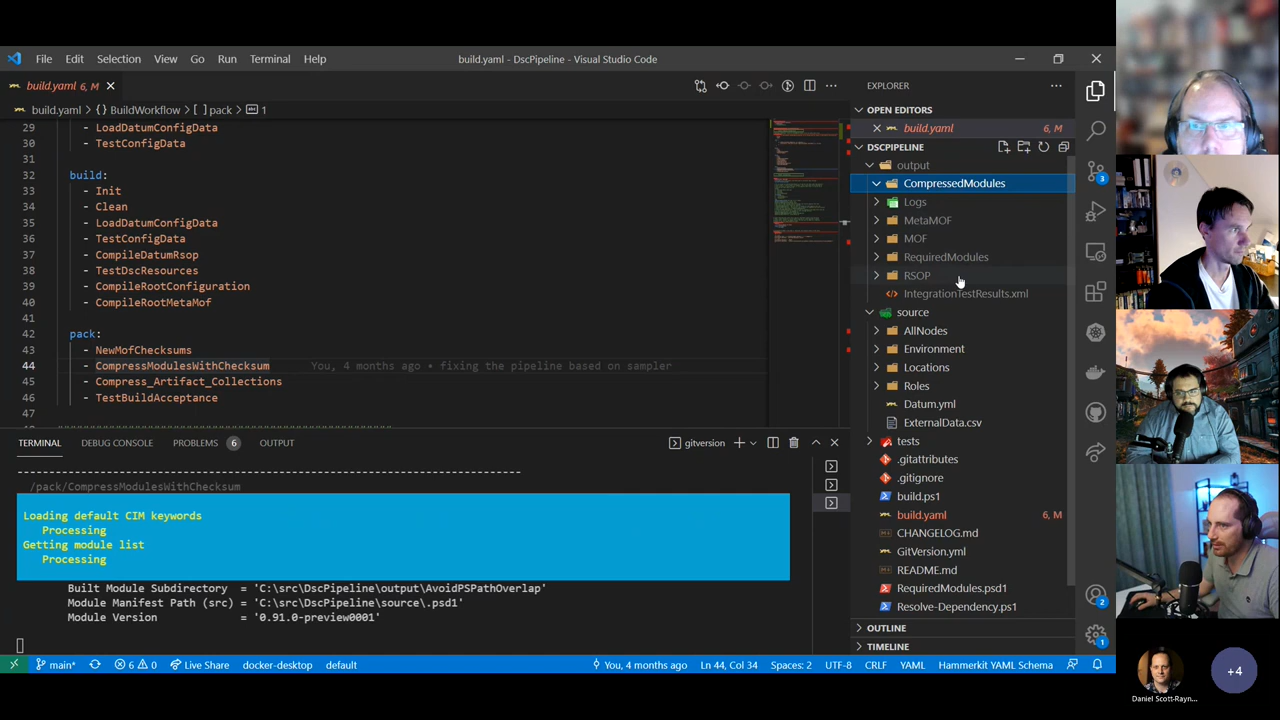 File Edit Selection View Go Run Terminal Help
build.yaml - DscPipeline - Visual Studio Code
build.yaml 6, M
build.yaml > {} BuildWorkflow > [ ] pack > abc 1
29 - LoadDatumConfigData
30 - TestConfigData
31
32 build:
33 - Init
34 - Clean
35 - LoadDatumConfigData
36 - TestConfigData
37 - CompileDatumRsop
38 - TestDscResources
39 - CompileRootConfiguration
40 - CompileRootMetaMof
41
42 pack:
43 - NewMofChecksums
44 - CompressModulesWithChecksum You, 4 months ago • fixing the pipeline based on sampler
45 - Compress_Artifact_Collections
46 - TestBuildAcceptance
47
TERMINAL DEBUG CONSOLE PROBLEMS 6 OUTPUT
gitversion
/pack/CompressModulesWithChecksum
Loading default CIM keywords
Processing
Getting module list
Processing
Built Module Subdirectory = 'C:\src\DscPipeline\output\AvoidPSPathOverlap'
Module Manifest Path (src) = 'C:\src\DscPipeline\source\.psd1'
Module Version = '0.91.0-preview0001'
EXPLORER
OPEN EDITORS
build.yaml 6, M
DSCPIPELINE
output
CompressedModules
Logs
MetaMOF
MOF
RequiredModules
RSOP
IntegrationTestResults.xml
source
AllNodes
Environment
Locations
Roles
Datum.yml
ExternalData.csv
tests
.gitattributes
.gitignore
build.ps1
build.yaml 6, M
CHANGELOG.md
GitVersion.yml
README.md
RequiredModules.psd1
Resolve-Dependency.ps1
OUTLINE
TIMELINE
3
2
1
main* 6 0 Live Share docker-desktop default
You, 4 months ago Ln 44, Col 34 Spaces: 2 UTF-8 CRLF YAML Hammerkit YAML Schema
Daniel Scott-Rayn...
+4